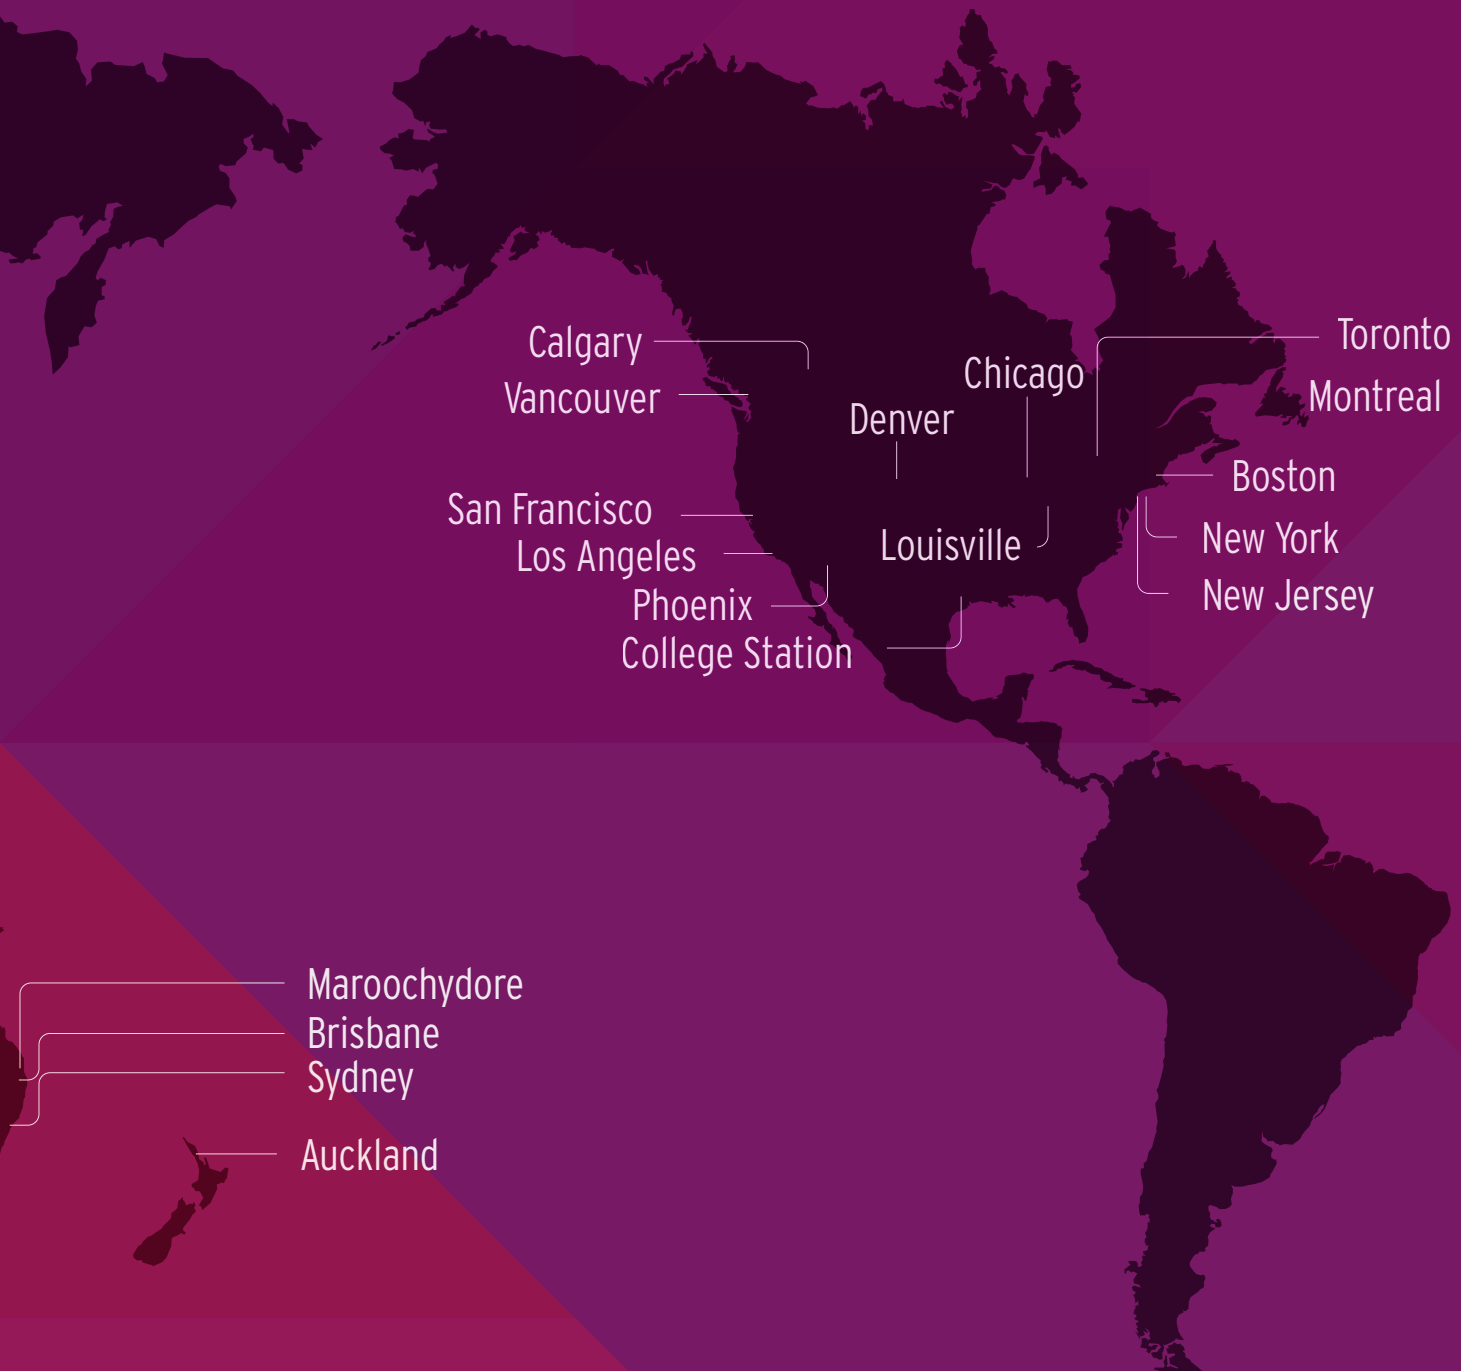 Toronto
Calgary
Chicago
Vancouver
Montreal
Denver
Boston
San Francisco
New York
Louisville
Los Angeles
New Jersey
Phoenix
College Station
Maroochydore
Brisbane
Sydney
Auckland